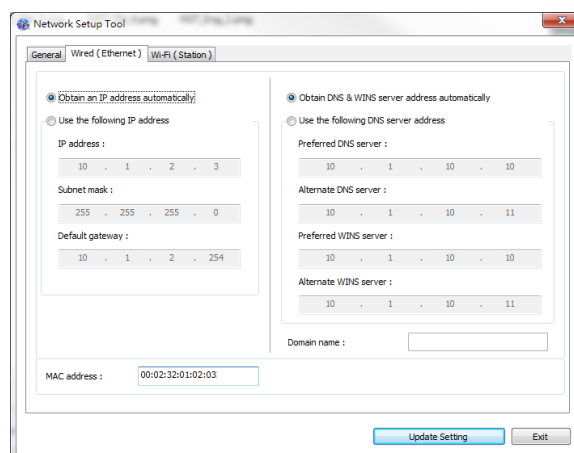 Network Setup Tool
General Wired ( Ethernet ) Wi-Fi ( Station )
Obtain an IP address automatically
Use the following IP address
IP address :
10 . 1 . 2 . 3
Subnet mask :
255 . 255 . 255 . 0
Default gateway :
10 . 1 . 2 . 254
Obtain DNS & WINS server address automatically
Use the following DNS server address
Preferred DNS server :
10 . 1 . 10 . 10
Alternate DNS server :
10 . 1 . 10 . 11
Preferred WINS server :
10 . 1 . 10 . 10
Alternate WINS server :
10 . 1 . 10 . 11
Domain name :
MAC address : 00:02:32:01:02:03
Update Setting Exit